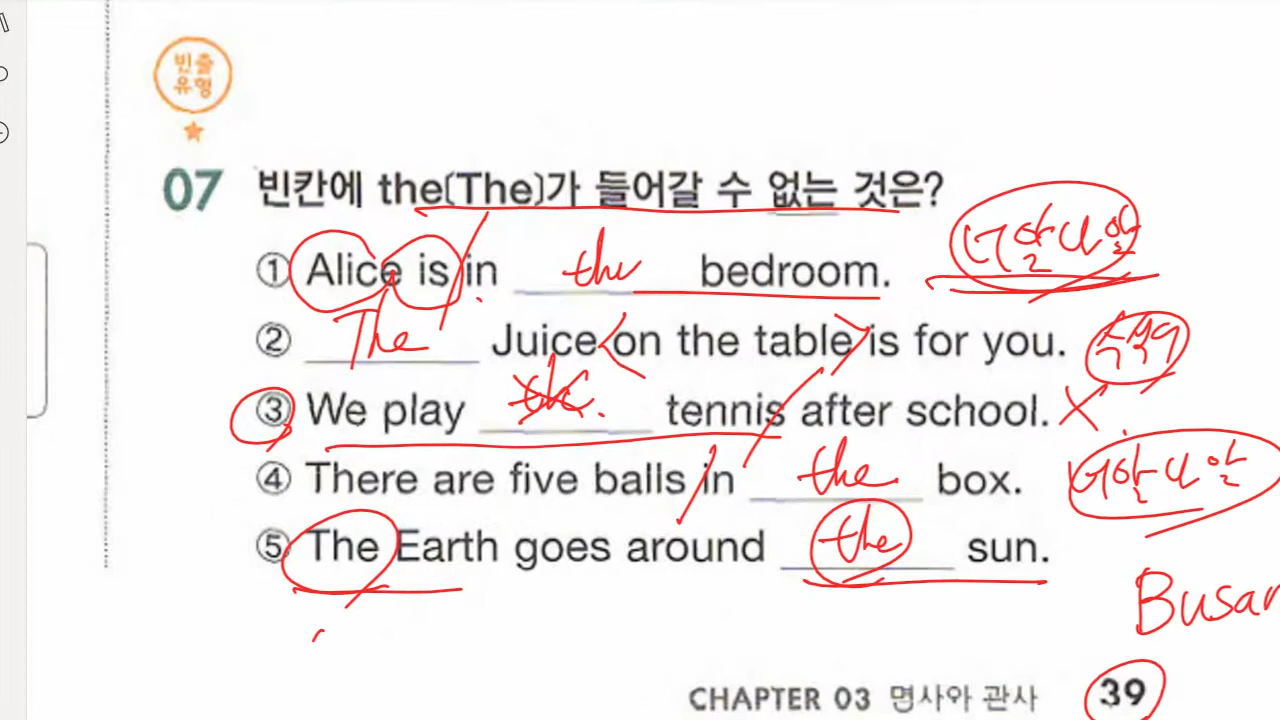 빈출
유형
07 빈칸에 the(The)가 들어갈 수 없는 것은?
① Alice is in the bedroom. 너알나알
② The Juice on the table is for you. 수식어
③ We play the tennis after school. X
④ There are five balls in the box. 너알나알
⑤ The Earth goes around the sun.
Busan
CHAPTER 03 명사와 관사 39